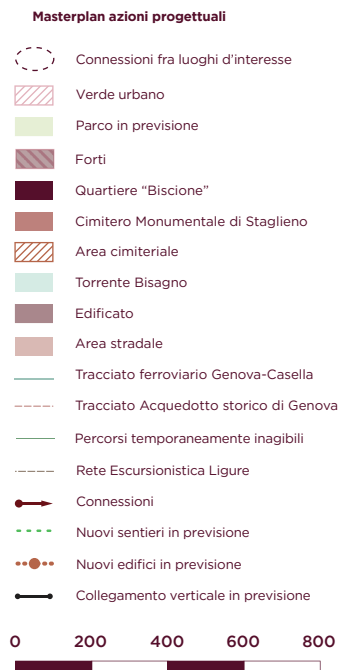 Masterplan azioni progettuali
Connessioni fra luoghi d'interesse
Verde urbano
Parco in previsione
Forti
Quartiere “Biscione”
Cimitero Monumentale di Staglieno
Area cimiteriale
Torrente Bisagno
Edificato
Area stradale
Tracciato ferroviario Genova-Casella
Tracciato Acquedotto storico di Genova
Percorsi temporaneamente inagibili
Rete Escursionistica Ligure
Connessioni
Nuovi sentieri in previsione
Nuovi edifici in previsione
Collegamento verticale in previsione
0 200 400 600 800